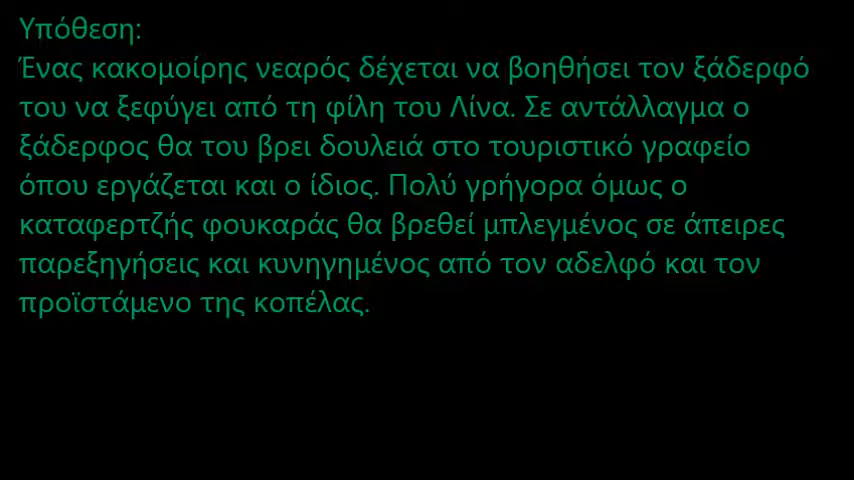 Υπόθεση:
Ένας κακομοίρης νεαρός δέχεται να βοηθήσει τον ξάδερφό
του να ξεφύγει από τη φίλη του Λίνα. Σε αντάλλαγμα ο
ξάδερφος θα του βρει δουλειά στο τουριστικό γραφείο
όπου εργάζεται και ο ίδιος. Πολύ γρήγορα όμως ο
καταφερτζής φουκαράς θα βρεθεί μπλεγμένος σε άπειρες
παρεξηγήσεις και κυνηγημένος από τον αδελφό και τον
προϊστάμενο της κοπέλας.